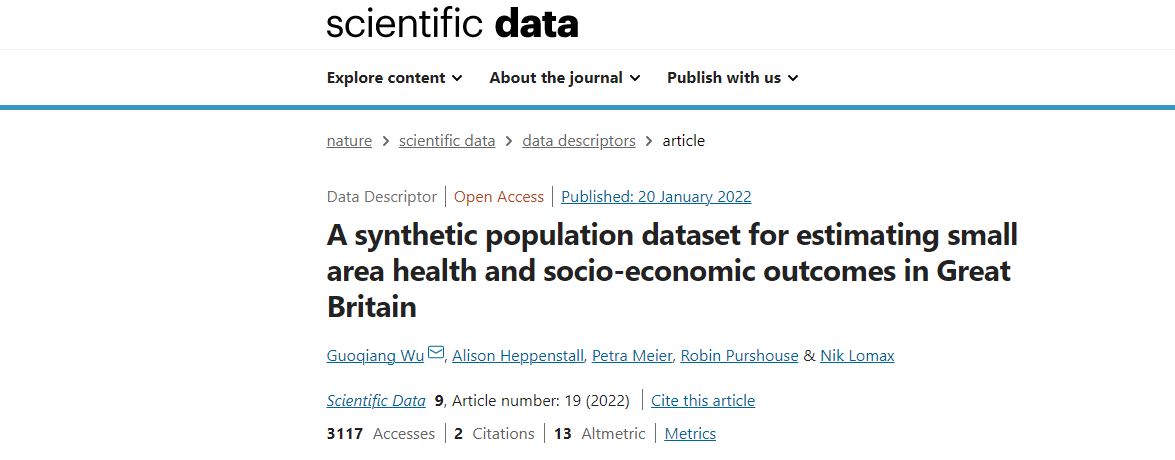 scientific data
Explore content About the journal Publish with us
nature > scientific data > data descriptors > article
Data Descriptor | Open Access | Published: 20 January 2022
A synthetic population dataset for estimating small
area health and socio-economic outcomes in Great
Britain
Guoqiang Wu, Alison Heppenstall, Petra Meier, Robin Purshouse & Nik Lomax
Scientific Data 9, Article number: 19 (2022) | Cite this article
3117 Accesses | 2 Citations | 13 Altmetric | Metrics